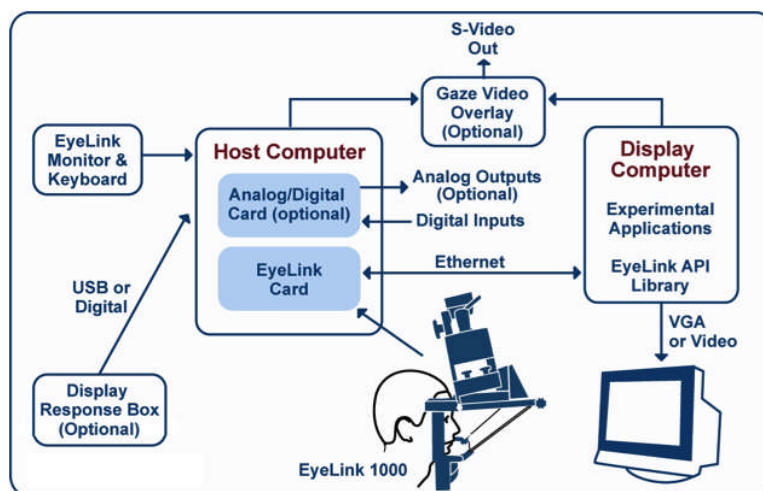 S-Video
Out
Gaze Video
Overlay
(Optional)
EyeLink
Monitor &
Keyboard
Host Computer
Analog/Digital
Card (optional)
EyeLink
Card
Analog Outputs
(Optional)
Digital Inputs
Ethernet
Display
Computer
Experimental
Applications
EyeLink API
Library
USB or
Digital
VGA
or Video
Display
Response Box
(Optional)
EyeLink 1000